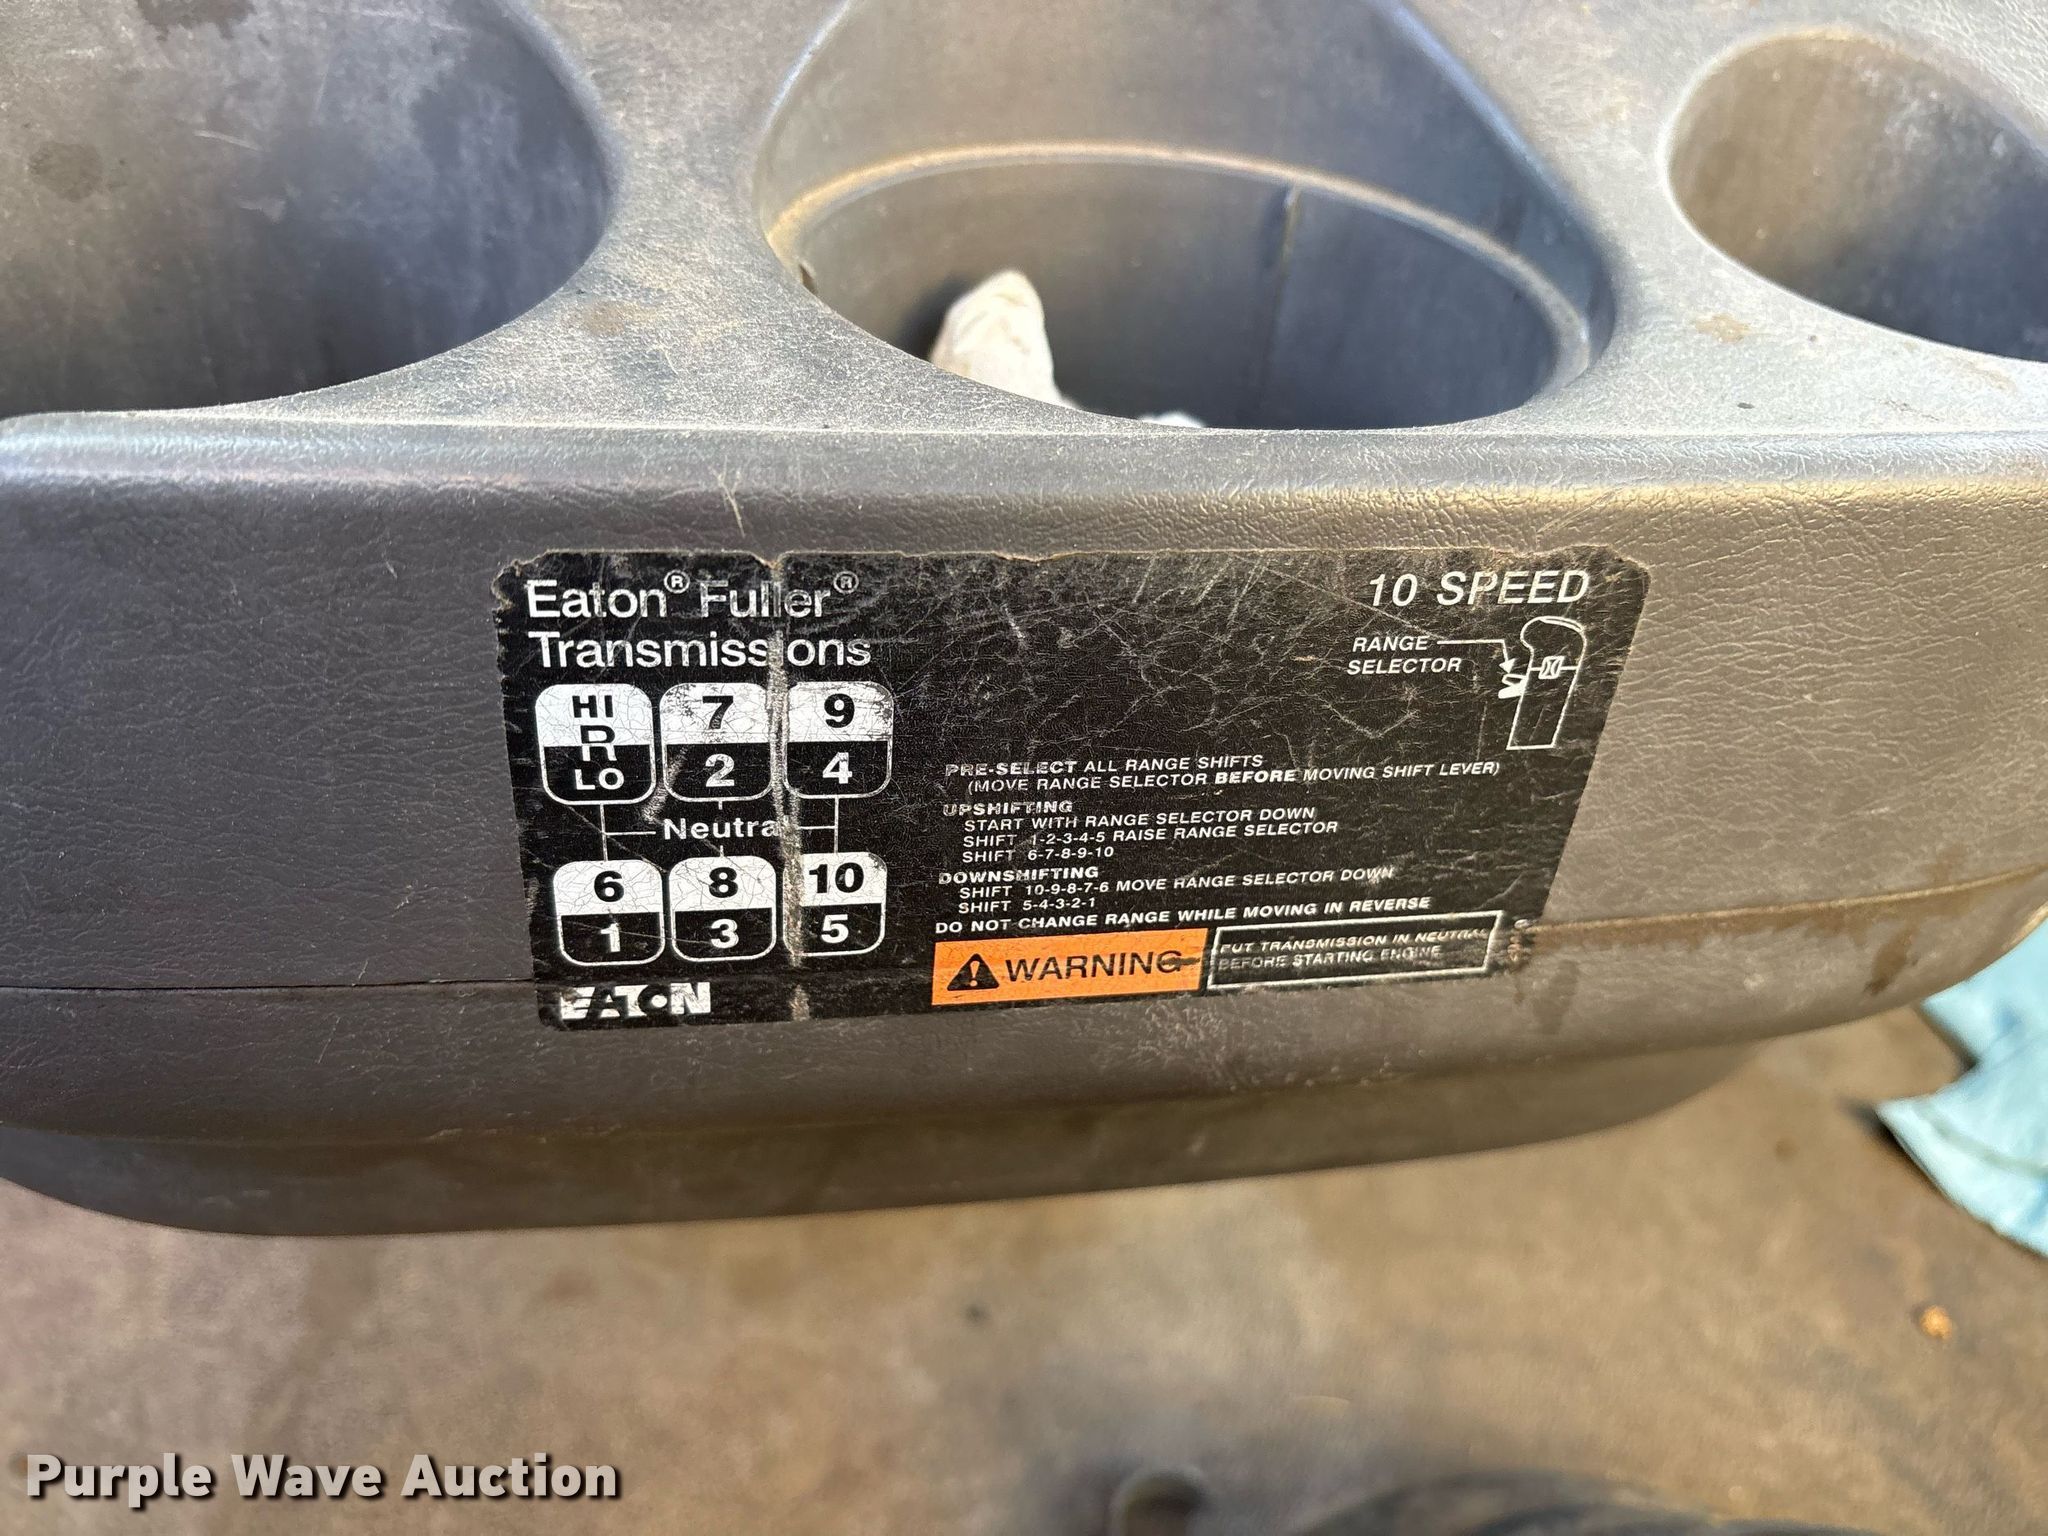 Eaton® Fuller®
Transmissions
10 SPEED
RANGE
SELECTOR
HI
R
LO
7
2
9
4
Neutral
6
1
8
3
10
5
EATON
PRE-SELECT ALL RANGE SHIFTS
(MOVE RANGE SELECTOR BEFORE MOVING SHIFT LEVER)
UPSHIFTING
START WITH RANGE SELECTOR DOWN
SHIFT 1-2-3-4-5 RAISE RANGE SELECTOR
SHIFT 6-7-8-9-10
DOWNSHIFTING
SHIFT 10-9-8-7-6 MOVE RANGE SELECTOR DOWN
SHIFT 5-4-3-2-1
DO NOT CHANGE RANGE WHILE MOVING IN REVERSE
WARNING
PUT TRANSMISSION IN NEUTRAL
BEFORE STARTING ENGINE
Purple Wave Auction